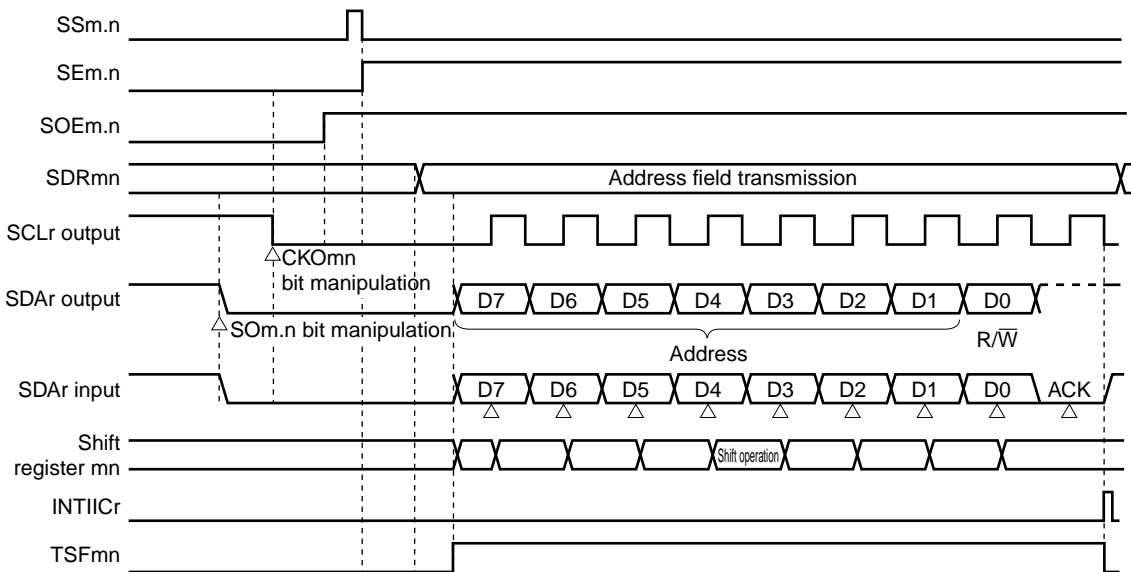 SSm.n
SEm.n
SOEm.n
SDRmn
Address field transmission
SCLr output
CKOmn
bit manipulation
SDAr output
D7 D6 D5 D4 D3 D2 D1 D0
SOm.n bit manipulation
R/W̅
Address
SDAr input
D7 D6 D5 D4 D3 D2 D1 D0 ACK
Shift
register mn
Shift operation
INTIICr
TSFmn